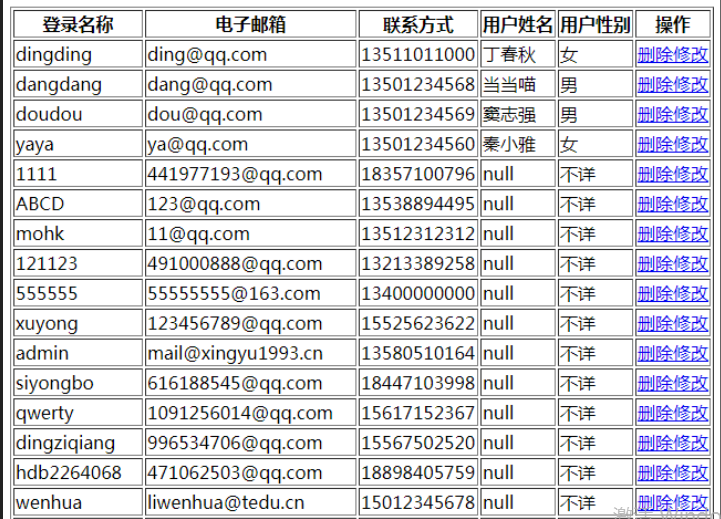 登录名称 电子邮箱 联系方式 用户姓名 用户性别 操作
dingding ding@qq.com 13511011000 丁春秋 女 删除修改
dangdang dang@qq.com 13501234568 当当喵 男 删除修改
doudou dou@qq.com 13501234569 窦志强 男 删除修改
yaya ya@qq.com 13501234560 秦小雅 女 删除修改
1111 441977193@qq.com 18357100796 null 不详 删除修改
ABCD 123@qq.com 13538894495 null 不详 删除修改
mohk 11@qq.com 13512312312 null 不详 删除修改
121123 491000888@qq.com 13213389258 null 不详 删除修改
555555 55555555@163.com 13400000000 null 不详 删除修改
xuyong 123456789@qq.com 15525623622 null 不详 删除修改
admin mail@xingyu1993.cn 13580510164 null 不详 删除修改
siyongbo 616188545@qq.com 18447103998 null 不详 删除修改
qwerty 1091256014@qq.com 15617152367 null 不详 删除修改
dingziqiang 996534706@qq.com 15567502520 null 不详 删除修改
hdb2264068 471062503@qq.com 18898405759 null 不详 删除修改
wenhua liwenhua@tedu.cn 15012345678 null 不详 删除修改